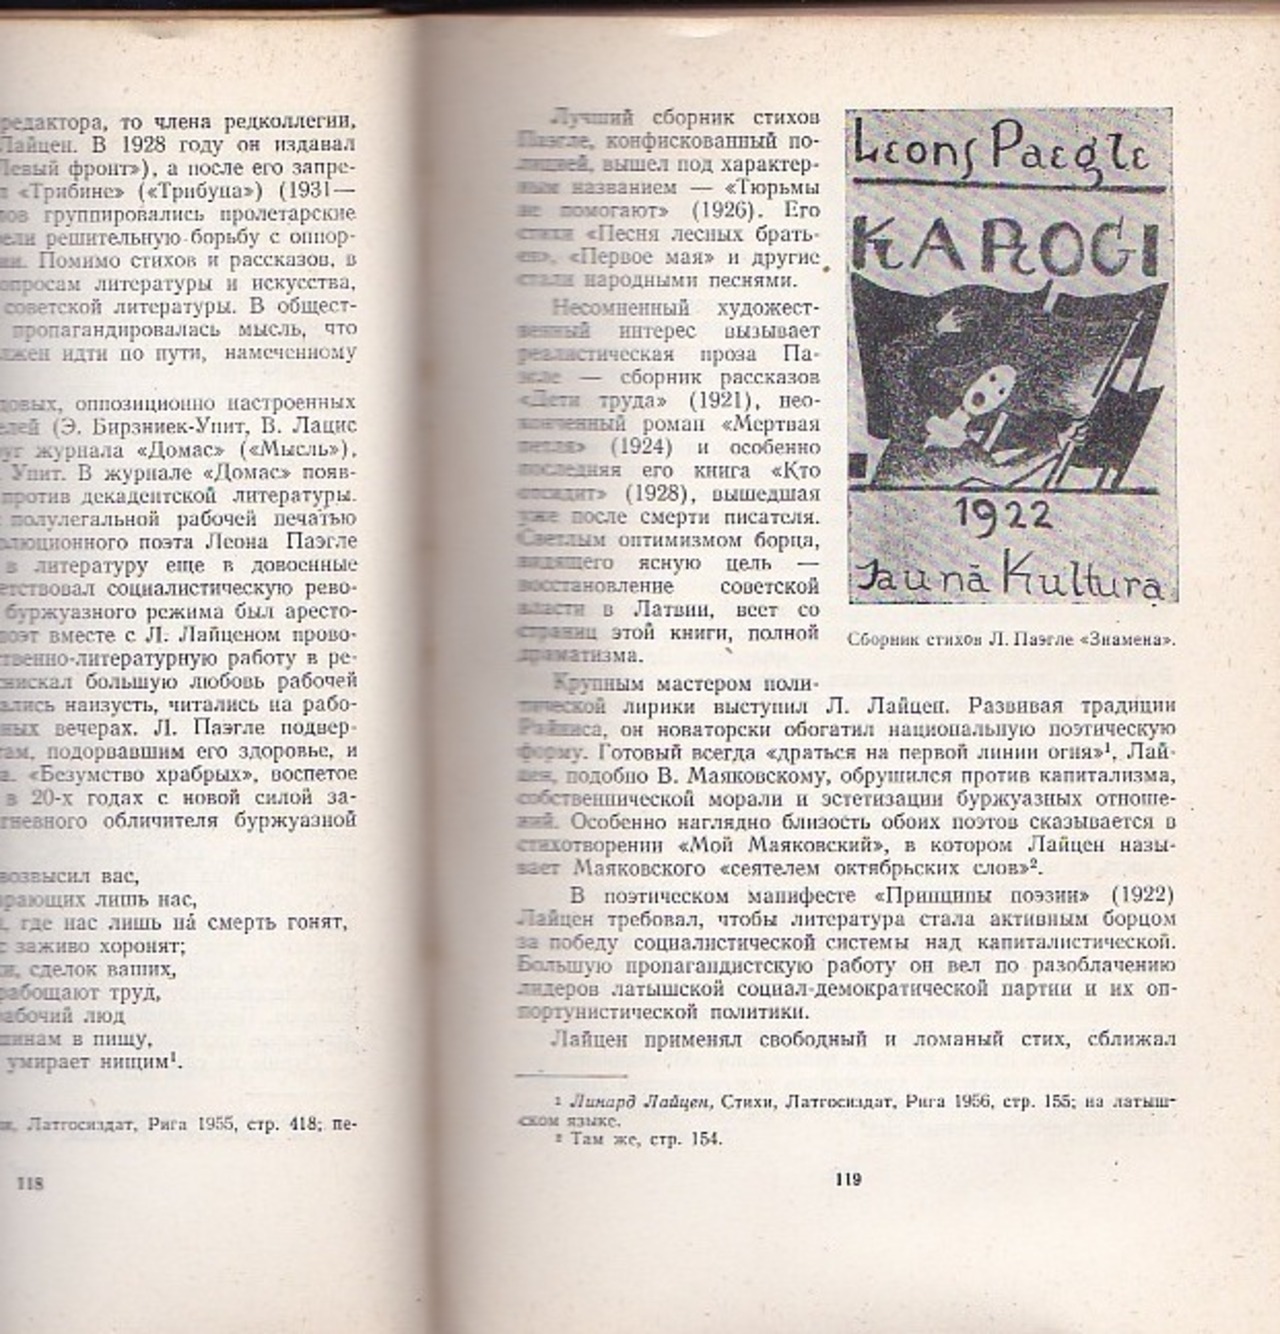 редактора, то члена редколлегии,
Лайцен. В 1928 году он издавал
Левый фронт»), а после его запре-
«Трибине» («Трибуна») (1931—
группировались пролетарские
решительную борьбу с оппор-
Помимо стихов и рассказов, в
опросам литературы и искусства,
советской литературы. В общест-
пропагандировалась мысль, что
идти по пути, намеченному
довых, оппозиционно настроенных
(Э. Бирзниек-Упит, В. Лацис
журнала «Домас» («Мысль»),
Упит. В журнале «Домас» появ-
против декадентской литературы.
полулегальной рабочей печатью
люционного поэта Леона Паэгле
в литературу еще в довоенные
етствовал социалистическую рево-
буржуазного режима был аресто-
поэт вместе с Л. Лайценом прово-
твенно-литературную работу в ре-
снискал большую любовь рабочей
ались наизусть, читались на рабо-
ных вечерах. Л. Паэгле подвер-
там, подорвавшим его здоровье, и
а. «Безумство храбрых», воспетое
в 20-х годах с новой силой за-
гневного обличителя буржуазной
возвысил вас,
рающих лишь нас,
где нас лишь на́ смерть гонят,
с заживо хоронят;
и, сделок ваших,
рабощают труд,
рабочий люд
шинам в пищу,
умирает нищим¹.
Латгосиздат, Рига 1955, стр. 418; пе-
118
Лучший сборник стихов
Паэгле, конфискованный по-
лицией, вышел под характер-
ным названием — «Тюрьмы
не помогают» (1926). Его
стихи «Песня лесных брать-
ев», «Первое мая» и другие
стали народными песнями.
Несомненный художест-
венный интерес вызывает
реалистическая проза Па-
эгле — сборник рассказов
«Дети труда» (1921), нео-
конченный роман «Мертвая
петля» (1924) и особенно
последняя его книга «Кто
отсидит» (1928), вышедшая
уже после смерти писателя.
Светлым оптимизмом борца,
видящего ясную цель —
восстановление советской
власти в Латвии, веет со
страниц этой книги, полной
драматизма.
Leons Paegle
KAROGI
1922
Jaunā Kultura
Сборник стихов Л. Паэгле «Знамена».
Крупным мастером поли-
тической лирики выступил Л. Лайцен. Развивая традиции
Райниса, он новаторски обогатил национальную поэтическую
форму. Готовый всегда «драться на первой линии огня»¹, Лай-
цен, подобно В. Маяковскому, обрушился против капитализма,
собственнической морали и эстетизации буржуазных отноше-
ний. Особенно наглядно близость обоих поэтов сказывается в
стихотворении «Мой Маяковский», в котором Лайцен назы-
вает Маяковского «сеятелем октябрьских слов»².
В поэтическом манифесте «Принципы поэзии» (1922)
Лайцен требовал, чтобы литература стала активным борцом
за победу социалистической системы над капиталистической.
Большую пропагандистскую работу он вел по разоблачению
лидеров латышской социал-демократической партии и их оп-
портунистической политики.
Лайцен применял свободный и ломаный стих, сближал
¹ Линард Лайцен, Стихи, Латгосиздат, Рига 1956, стр. 155; на латыш-
ском языке.
² Там же, стр. 154.
119